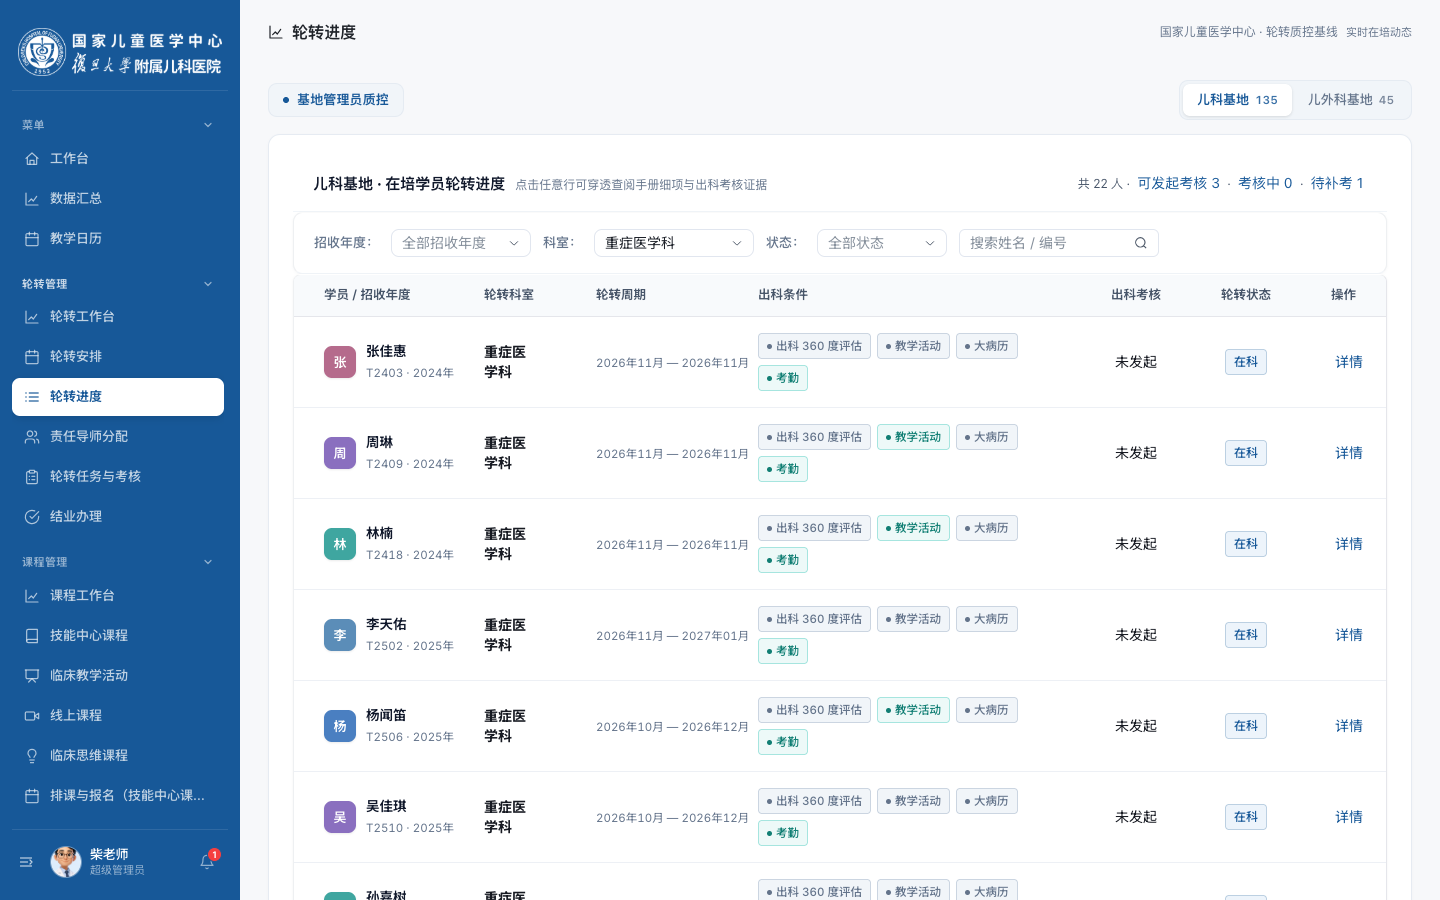 国家儿童医学中心
復旦大学附属儿科医院
1952
菜单
工作台
数据汇总
教学日历
轮转管理
轮转工作台
轮转安排
轮转进度
责任导师分配
轮转任务与考核
结业办理
课程管理
课程工作台
技能中心课程
临床教学活动
线上课程
临床思维课程
排课与报名（技能中心课...
柴老师
超级管理员
1
轮转进度
国家儿童医学中心 · 轮转质控基线 实时在培动态
基地管理员质控
儿科基地 135 儿外科基地 45
儿科基地 · 在培学员轮转进度 点击任意行可穿透查阅手册细项与出科考核证据
共 22 人 · 可发起考核 3 · 考核中 0 · 待补考 1
招收年度： 全部招收年度 科室： 重症医学科 状态： 全部状态 搜索姓名 / 编号
学员 / 招收年度 轮转科室 轮转周期 出科条件 出科考核 轮转状态 操作
张 张佳惠 T2403 · 2024年
重症医学科
2026年11月 — 2026年11月
出科 360 度评估 教学活动 大病历
考勤
未发起 在科 详情
周 周琳 T2409 · 2024年
重症医学科
2026年11月 — 2026年11月
出科 360 度评估 教学活动 大病历
考勤
未发起 在科 详情
林 林楠 T2418 · 2024年
重症医学科
2026年11月 — 2026年11月
出科 360 度评估 教学活动 大病历
考勤
未发起 在科 详情
李 李天佑 T2502 · 2025年
重症医学科
2026年11月 — 2027年01月
出科 360 度评估 教学活动 大病历
考勤
未发起 在科 详情
杨 杨闻笛 T2506 · 2025年
重症医学科
2026年10月 — 2026年12月
出科 360 度评估 教学活动 大病历
考勤
未发起 在科 详情
吴 吴佳琪 T2510 · 2025年
重症医学科
2026年10月 — 2026年12月
出科 360 度评估 教学活动 大病历
考勤
未发起 在科 详情
孙嘉树
重症医
出科 360 度评估 教学活动 大病历